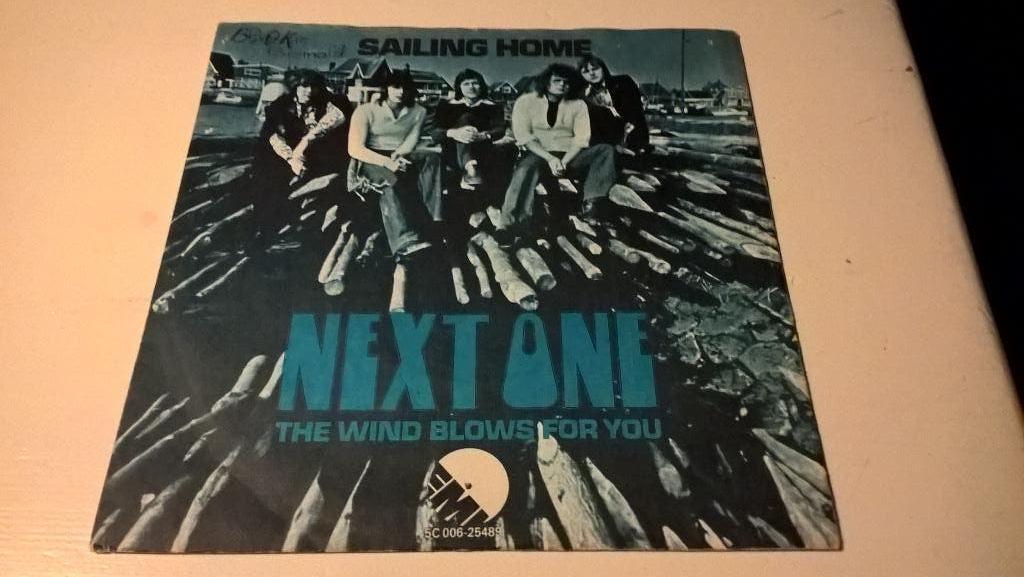 SAILING HOME
NEXT ONE
THE WIND BLOWS FOR YOU
EMI
5C 006-25489